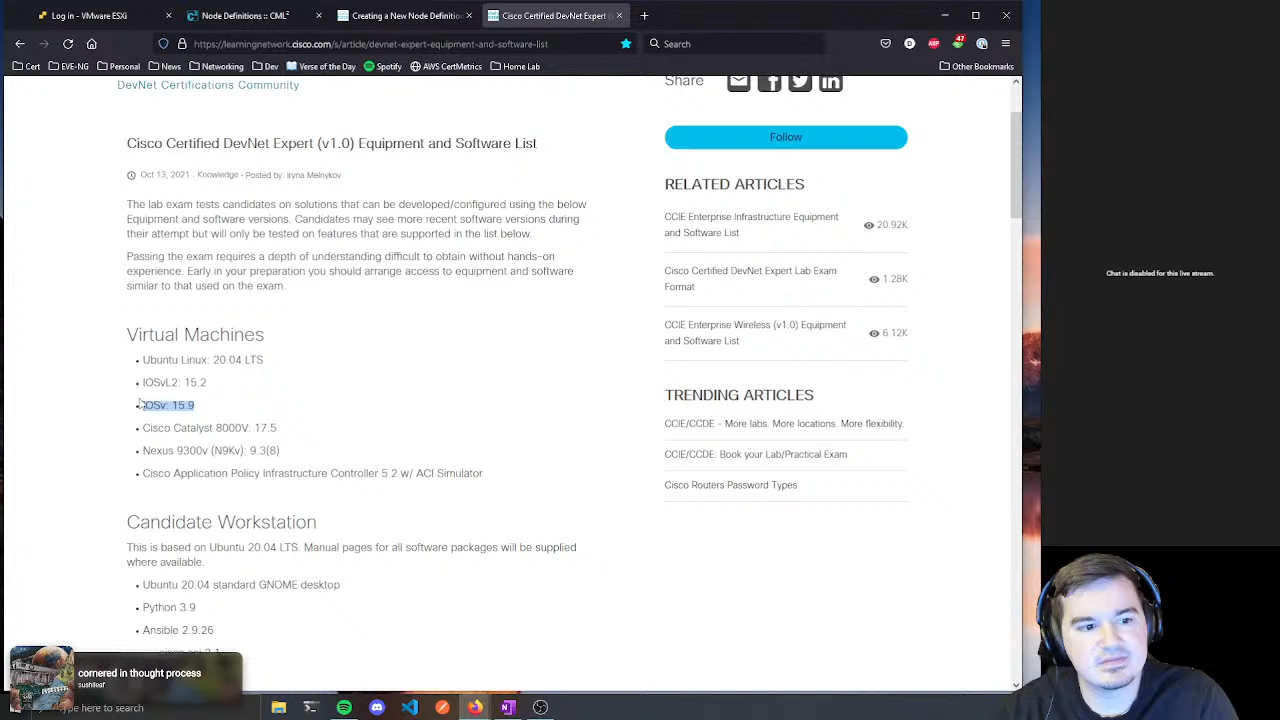 Log in - VMware ESXi
Node Definitions - CML²
Creating a New Node Definition
Cisco Certified DevNet Expert (v
https://learningnetwork.cisco.com/s/article/devnet-expert-equipment-and-software-list
Search
47
Cert
EVE-NG
Personal
News
Networking
Dev
Verse of the Day
Spotify
AWS CertMetrics
Home Lab
Other Bookmarks
DevNet Certifications Community
Cisco Certified DevNet Expert (v1.0) Equipment and Software List
Oct 13, 2021 . Knowledge - Posted by: Iryna Melnykov
The lab exam tests candidates on solutions that can be developed/configured using the below
Equipment and software versions. Candidates may see more recent software versions during
their attempt but will only be tested on features that are supported in the list below.
Passing the exam requires a depth of understanding difficult to obtain without hands-on
experience. Early in your preparation you should arrange access to equipment and software
similar to that used on the exam.
Virtual Machines
• Ubuntu Linux: 20.04 LTS
• IOSvL2: 15.2
• IOSv: 15.9
• Cisco Catalyst 8000V: 17.5
• Nexus 9300v (N9Kv): 9.3(8)
• Cisco Application Policy Infrastructure Controller 5.2 w/ ACI Simulator
Candidate Workstation
This is based on Ubuntu 20.04 LTS. Manual pages for all software packages will be supplied
where available.
• Ubuntu 20.04 standard GNOME desktop
• Python 3.9
• Ansible 2.9.26
Share
Follow
RELATED ARTICLES
CCIE Enterprise Infrastructure Equipment
and Software List
20.92K
Cisco Certified DevNet Expert Lab Exam
Format
1.28K
CCIE Enterprise Wireless (v1.0) Equipment
and Software List
6.12K
TRENDING ARTICLES
CCIE/CCDE - More labs. More locations. More flexibility.
CCIE/CCDE: Book your Lab/Practical Exam
Cisco Routers Password Types
Chat is disabled for this live stream.
cornered in thought process
sushileaf
here to search